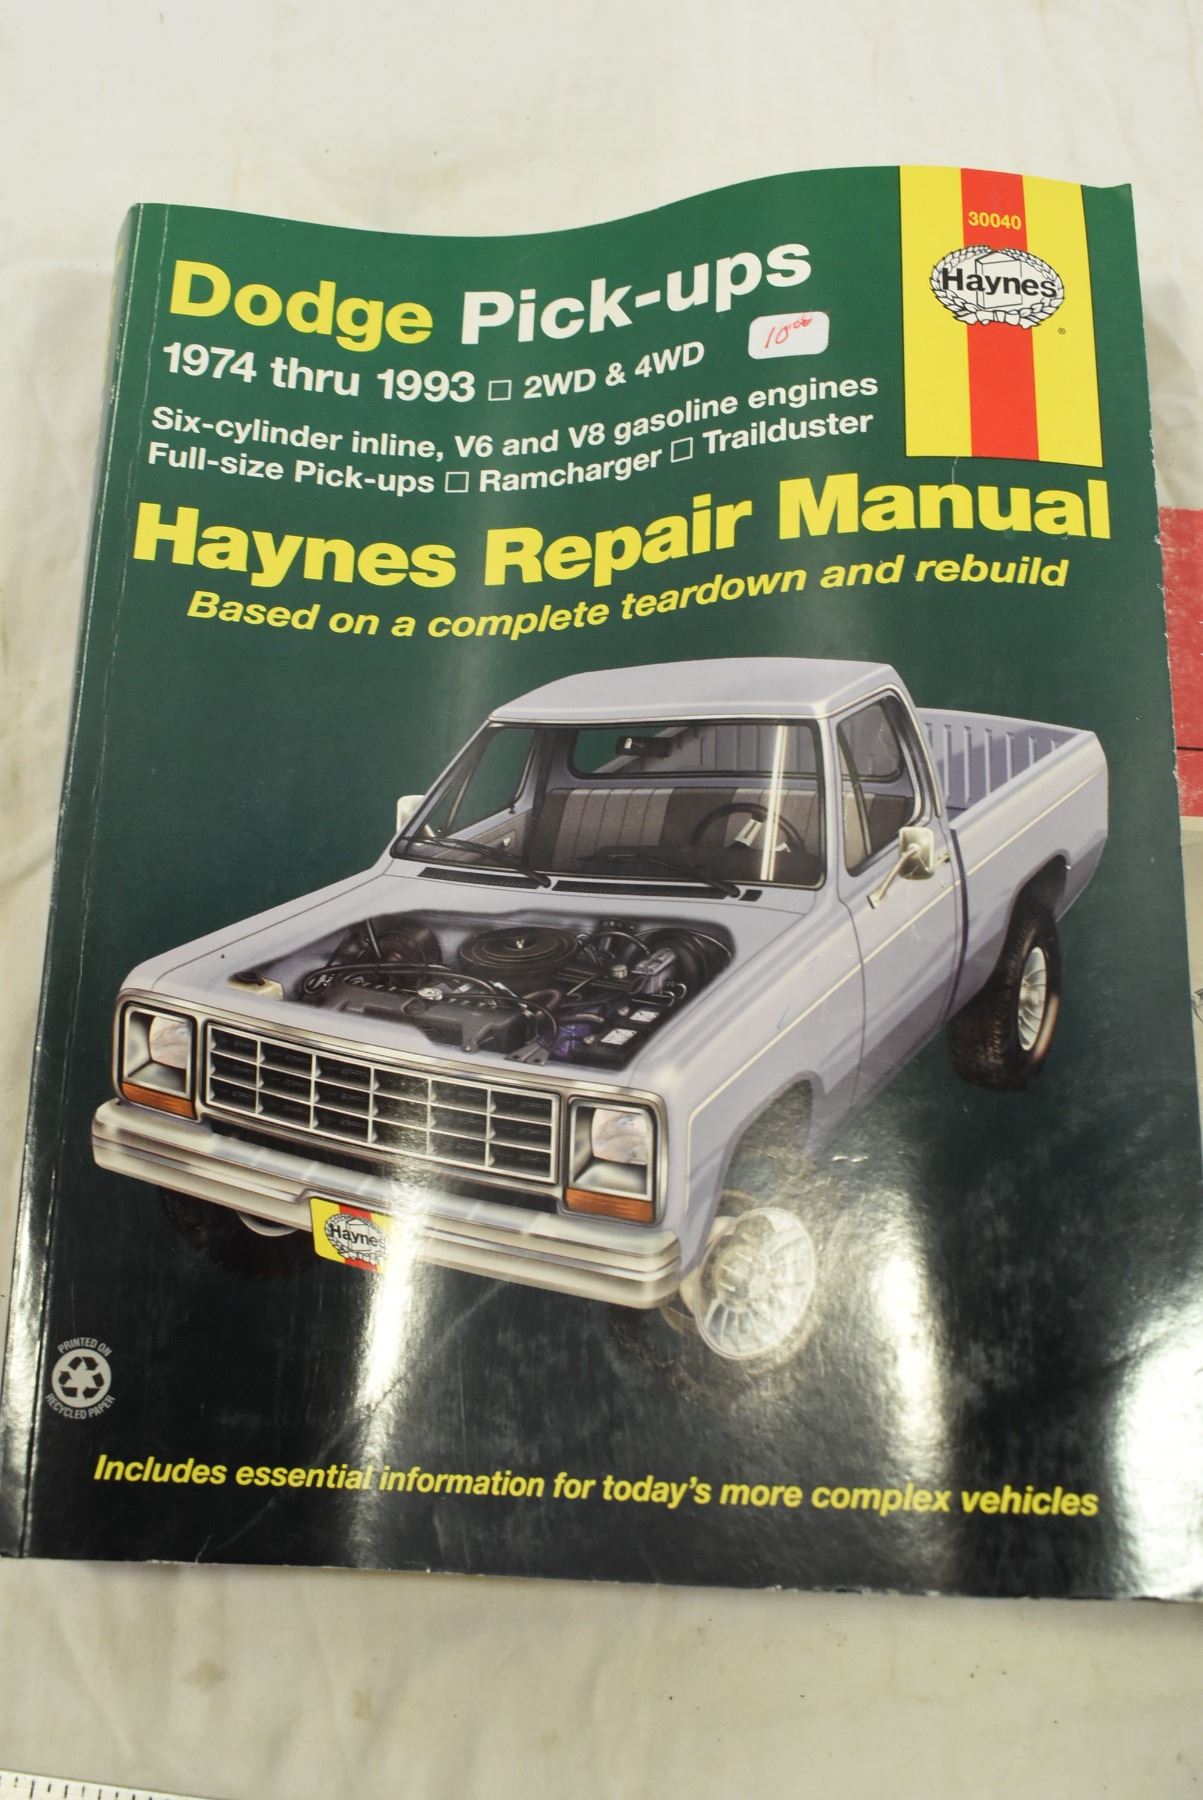 30040
Haynes
®
Dodge Pick-ups
10.00
1974 thru 1993 □ 2WD & 4WD
Six-cylinder inline, V6 and V8 gasoline engines
Full-size Pick-ups □ Ramcharger □ Trailduster
Haynes Repair Manual
Based on a complete teardown and rebuild
Haynes
PRINTED ON
RECYCLED PAPER
Includes essential information for today's more complex vehicles